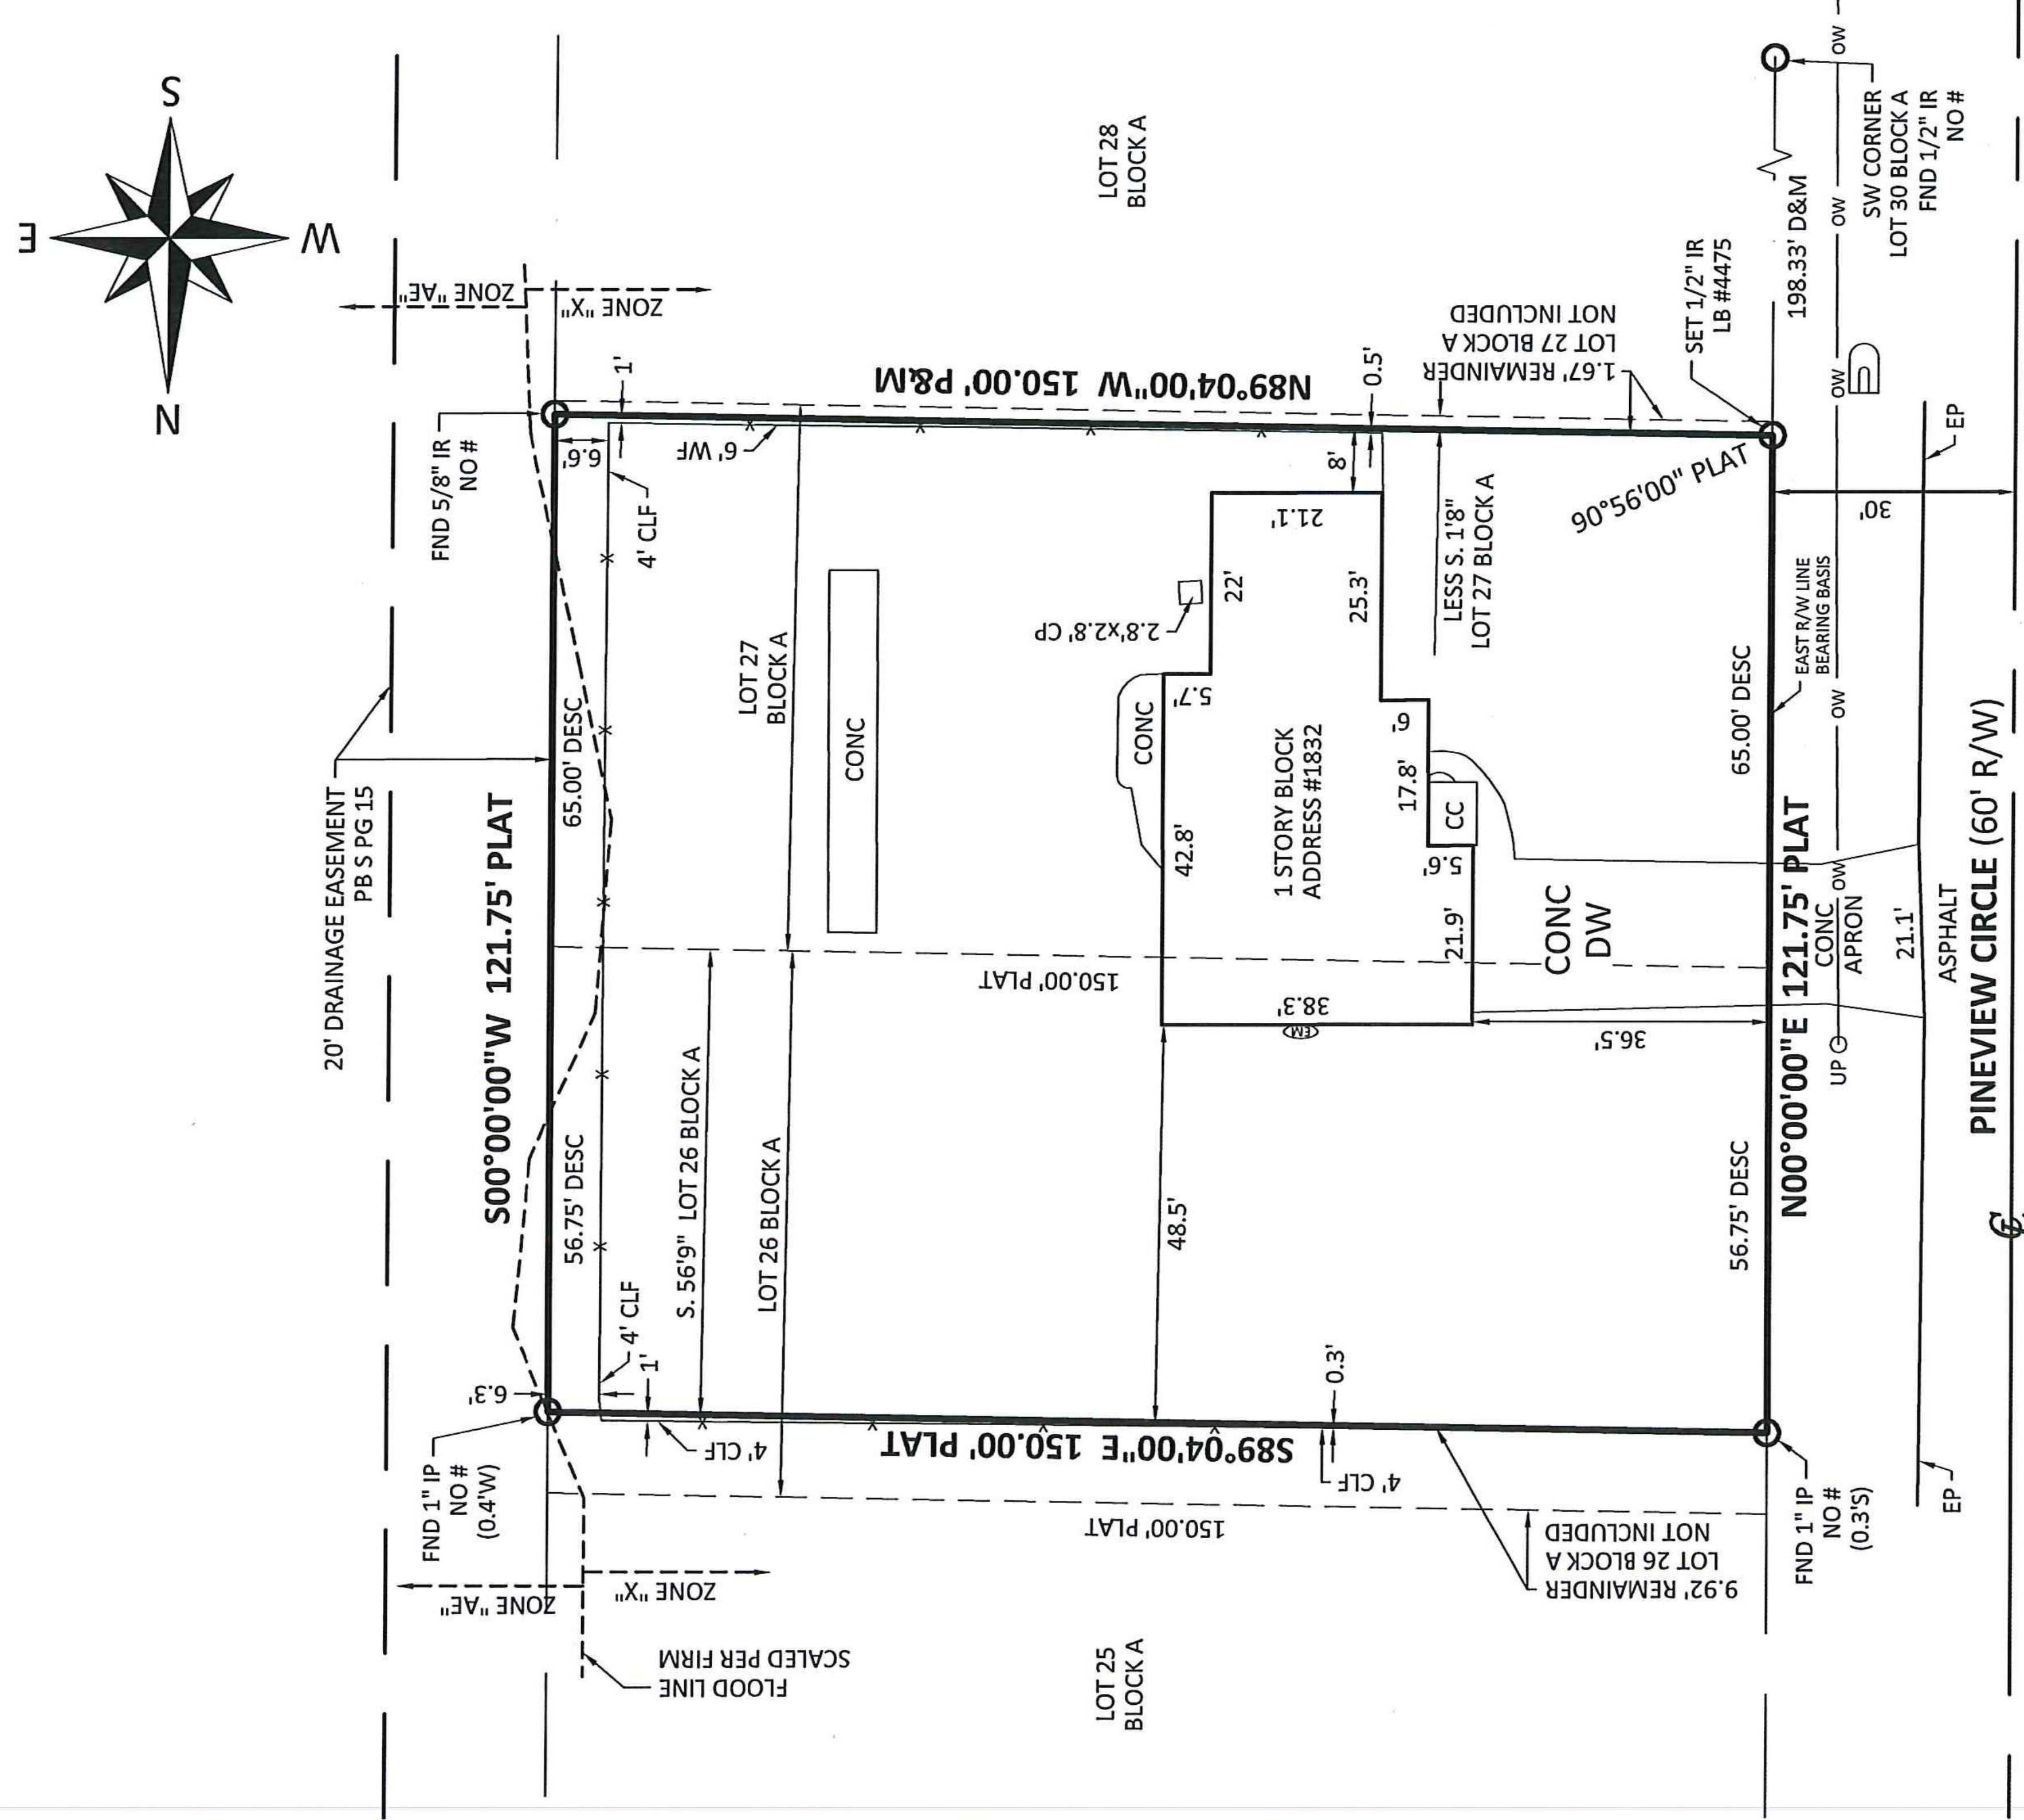 S
E
W
N
20' DRAINAGE EASEMENT
PB S PG 15
FND 5/8" IR
NO #
ZONE "AE"
ZONE "X"
LOT 28
BLOCK A
S00°00'00"W 121.75' PLAT
65.00' DESC
56.75' DESC
6.6'
1'
4' CLF
6' WF
N89°04'00"W 150.00' P&M
0.5'
1.67' REMAINDER
LOT 27 BLOCK A
NOT INCLUDED
SET 1/2" IR
LB #4475
198.33' D&M
SW CORNER
LOT 30 BLOCK A
FND 1/2" IR
NO #
OW
OW
OW
OW
OW
LOT 27
BLOCK A
CONC
2.8'x2.8' CP
CONC
5.7'
22'
21.1'
8'
25.3'
6'
17.8'
CC
5.6'
21.9'
42.8'
38.3'
EM
1 STORY BLOCK
ADDRESS #1832
LESS S. 1'8"
LOT 27 BLOCK A
90°56'00" PLAT
30'
EP
EAST R/W LINE
BEARING BASIS
65.00' DESC
CONC
DW
36.5'
150.00' PLAT
S. 56'9" LOT 26 BLOCK A
LOT 26 BLOCK A
48.5'
56.75' DESC
N00°00'00"E 121.75' PLAT
CONC
APRON
UP
21.1'
ASPHALT
PINEVIEW CIRCLE (60' R/W)
6.3'
4' CLF
1'
4' CLF
S89°04'00"E 150.00' PLAT
0.3'
4' CLF
FND 1" IP
NO #
(0.4'W)
150.00' PLAT
9.92' REMAINDER
LOT 26 BLOCK A
NOT INCLUDED
FND 1" IP
NO #
(0.3'S)
EP
ZONE "AE"
ZONE "X"
FLOOD LINE
SCALED PER FIRM
LOT 25
BLOCK A